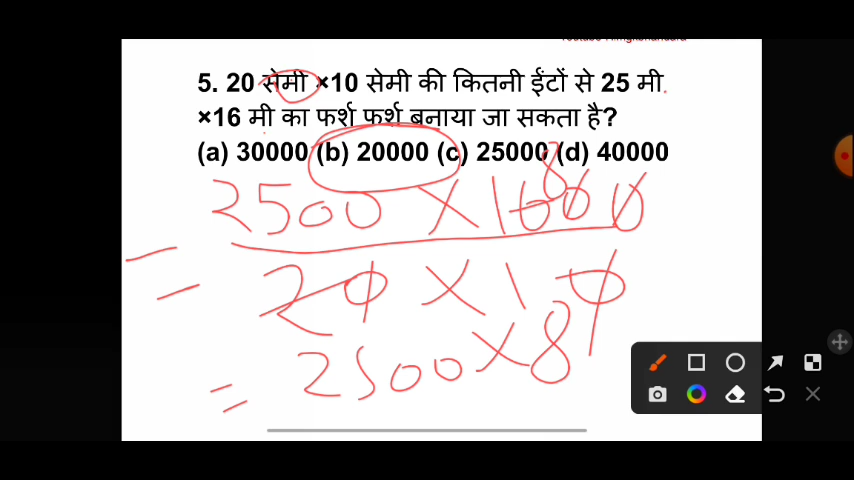 5. 20 सेमी ×10 सेमी की कितनी ईंटों से 25 मी.
×16 मी का फर्श फर्श बनाया जा सकता है?
(a) 30000 (b) 20000 (c) 25000 (d) 40000
8
2500 × 1600
=
20 × 10
= 2500 × 8